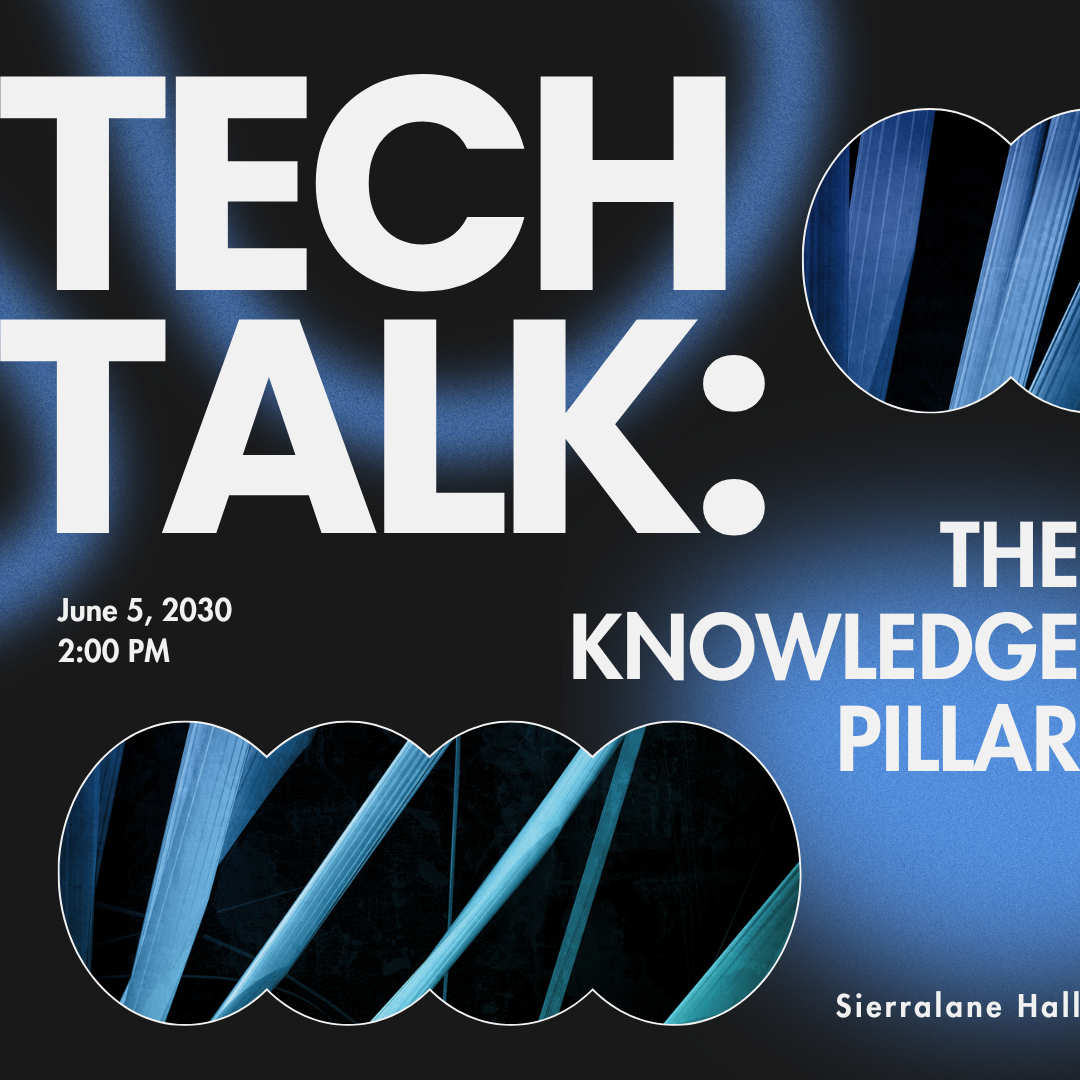 TECH
TALK:
THE
KNOWLEDGE
PILLAR
June 5, 2030
2:00 PM
Sierralane Hall